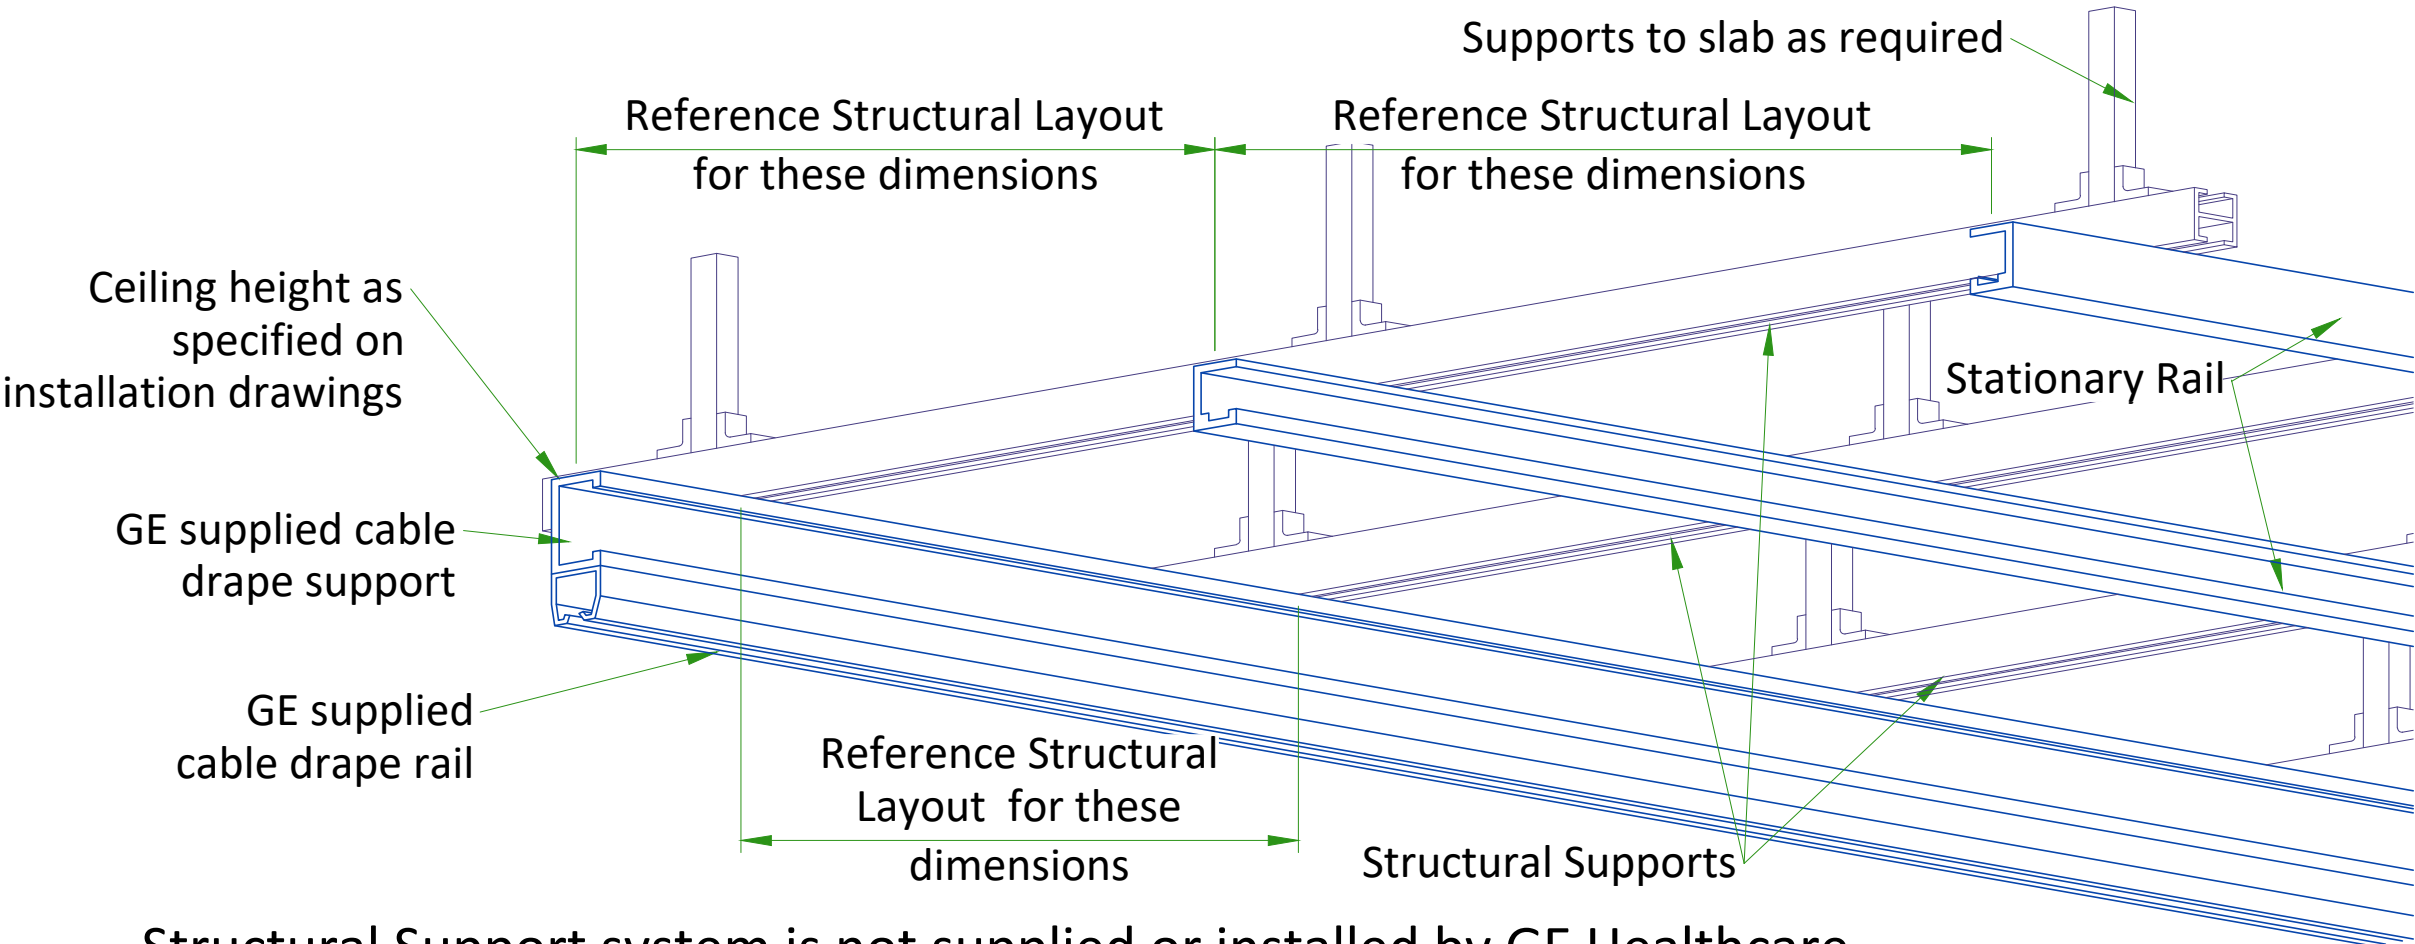 Supports to slab as required
Reference Structural Layout
for these dimensions
Reference Structural Layout
for these dimensions
Ceiling height as
specified on
installation drawings
Stationary Rail
GE supplied cable
drape support
GE supplied
cable drape rail
Reference Structural
Layout for these
dimensions
Structural Supports
Structural Support system is not supplied or installed by GE Healthcare